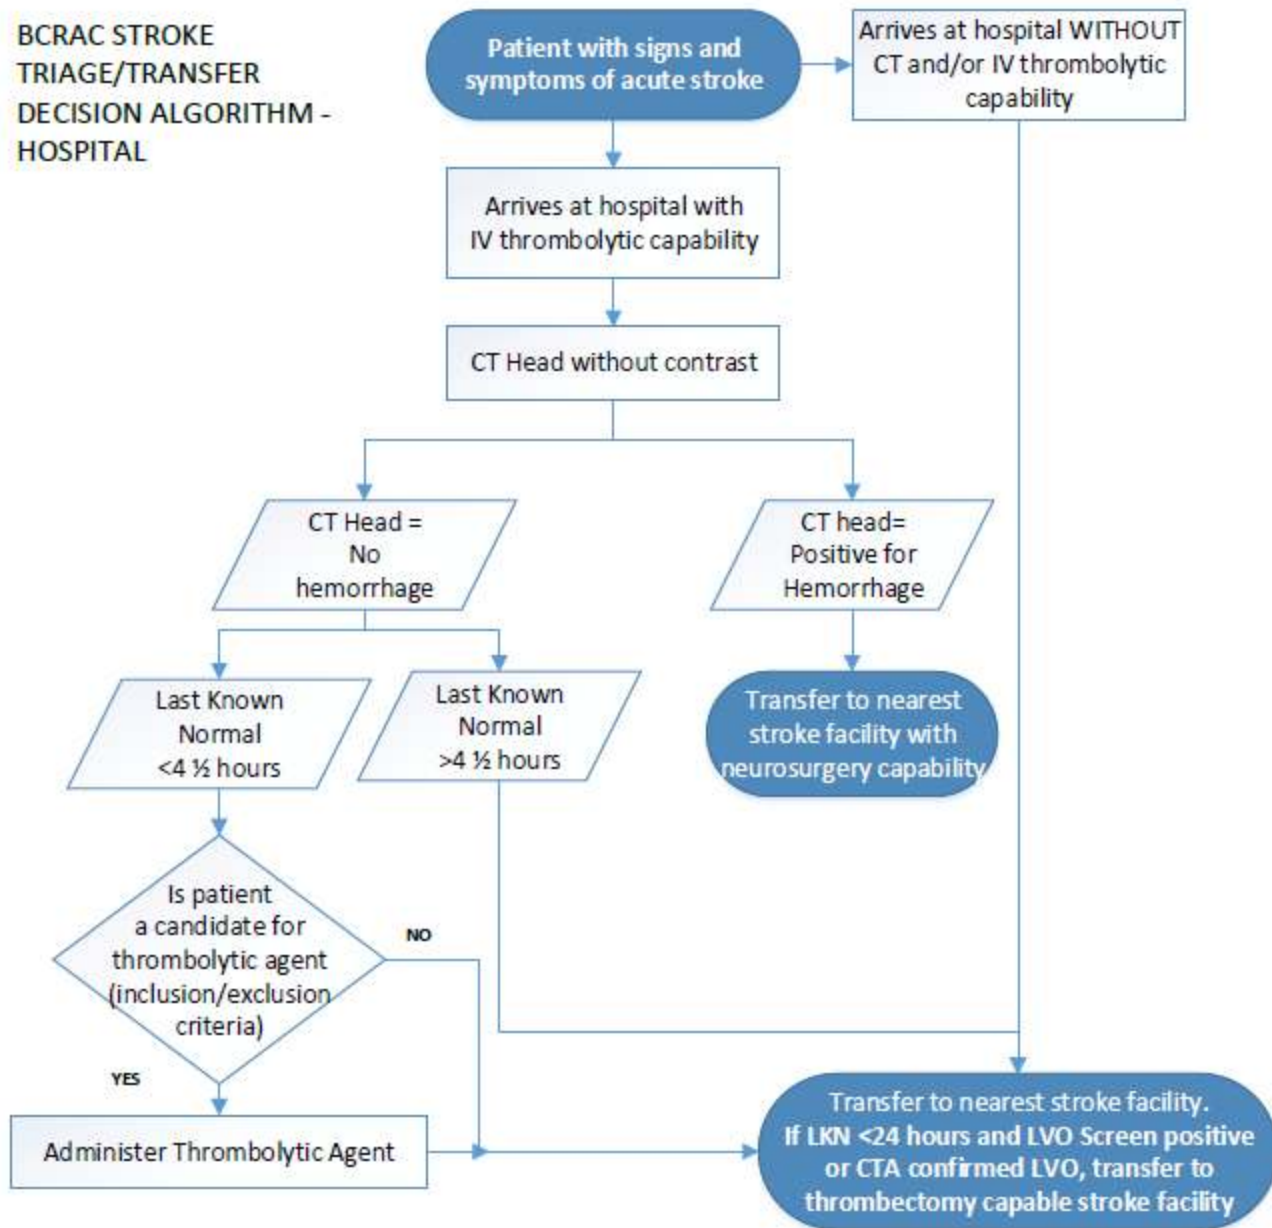 BCRAC STROKE
TRIAGE/TRANSFER
DECISION ALGORITHM -
HOSPITAL
Patient with signs and
symptoms of acute stroke
Arrives at hospital WITHOUT
CT and/or IV thrombolytic
capability
Arrives at hospital with
IV thrombolytic capability
CT Head without contrast
CT Head =
No
hemorrhage
CT head=
Positive for
Hemorrhage
Last Known
Normal
<4 ½ hours
Last Known
Normal
>4 ½ hours
Transfer to nearest
stroke facility with
neurosurgery capability
Is patient
a candidate for
thrombolytic agent
(inclusion/exclusion
criteria)
NO
YES
Administer Thrombolytic Agent
Transfer to nearest stroke facility.
If LKN <24 hours and LVO Screen positive
or CTA confirmed LVO, transfer to
thrombectomy capable stroke facility